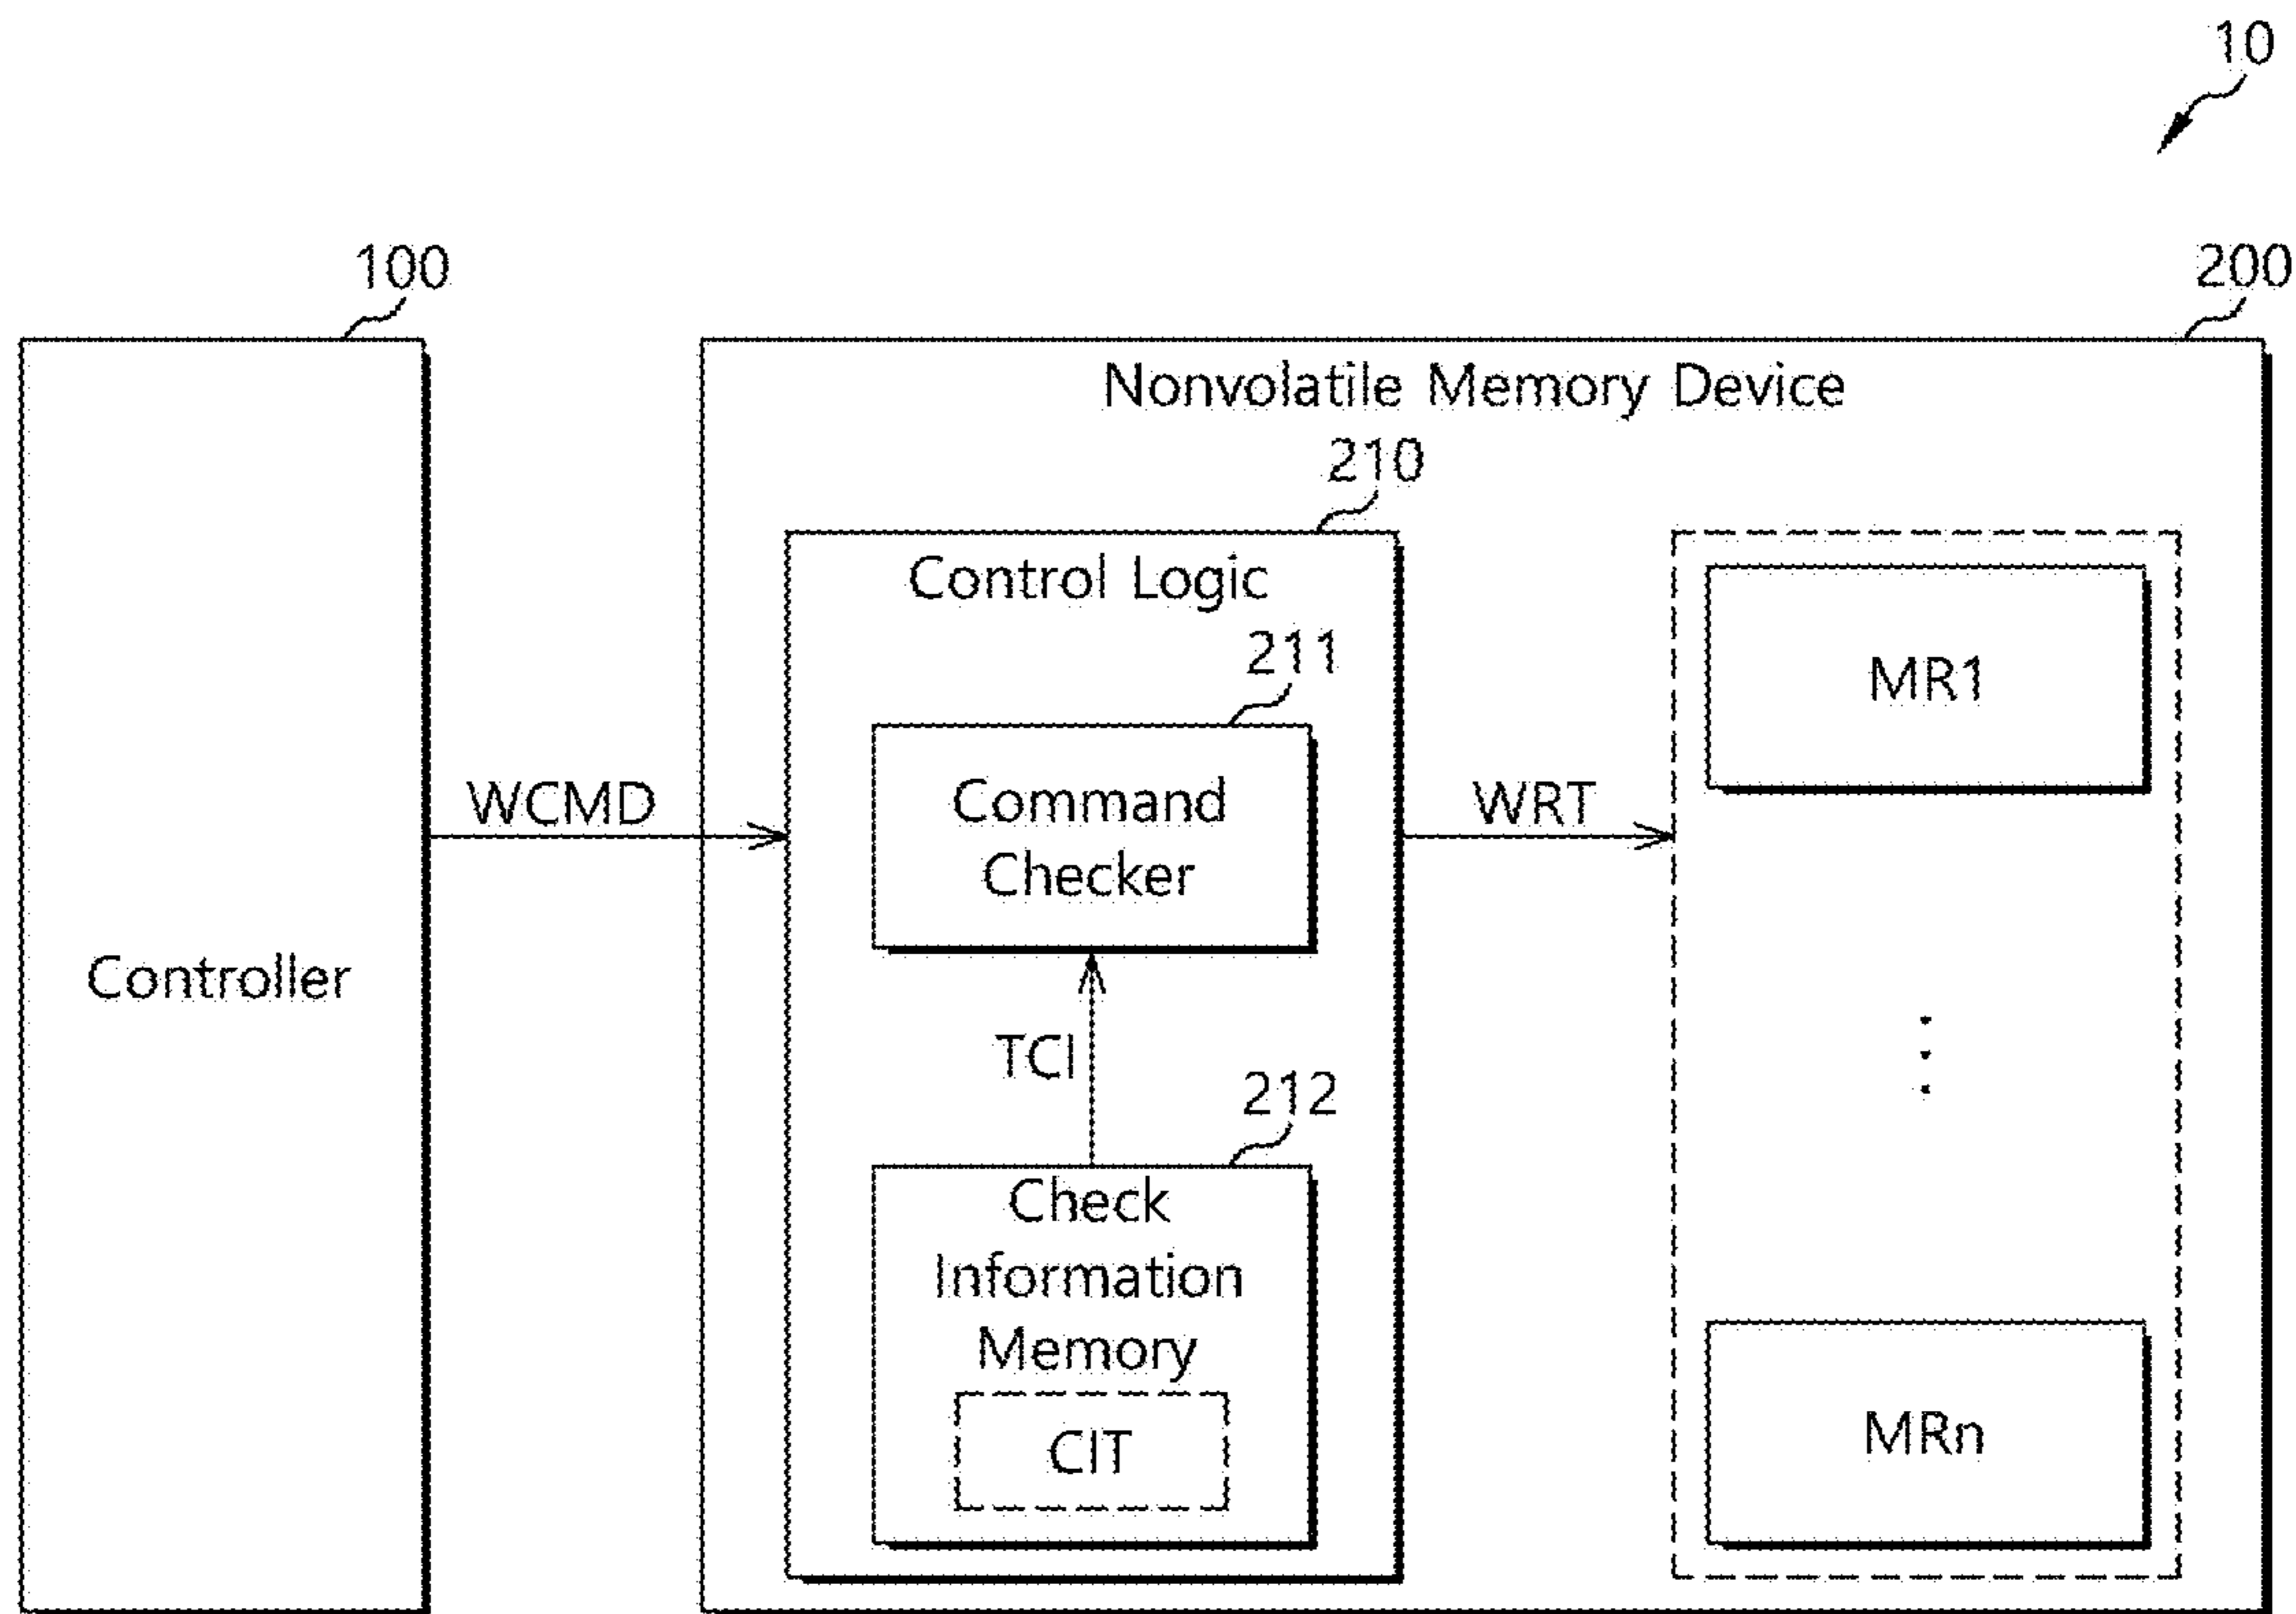 10
100
200
Nonvolatile Memory Device
210
Control Logic
211
MR1
WCMD
Command
Checker
WRT
Controller
TCI
212
Check
Information
Memory
CIT
MRn